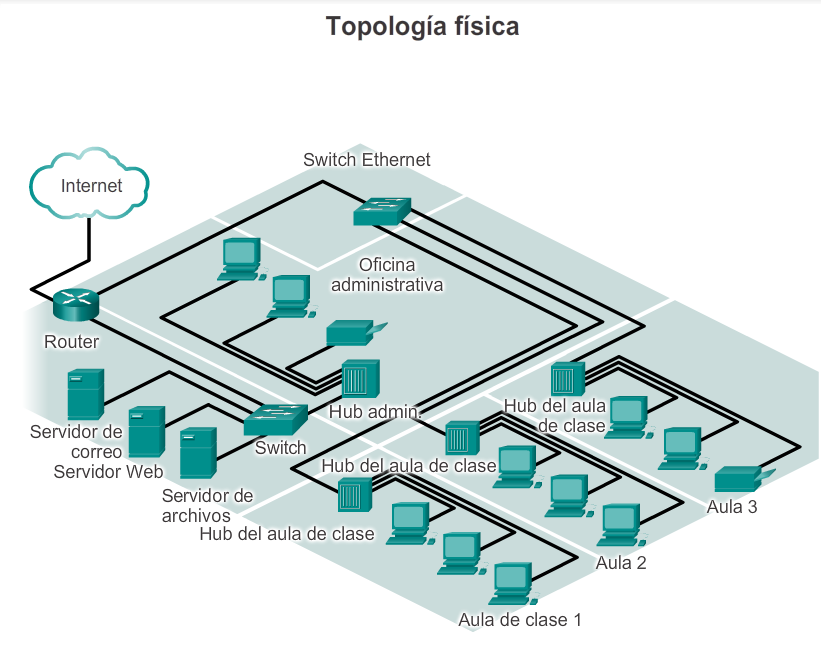 Topología física
Switch Ethernet
Internet
Oficina
administrativa
Router
Hub admin.
Hub del aula
de clase
Servidor de
correo
Switch
Servidor Web
Hub del aula de clase
Servidor de
archivos
Aula 3
Hub del aula de clase
Aula 2
Aula de clase 1